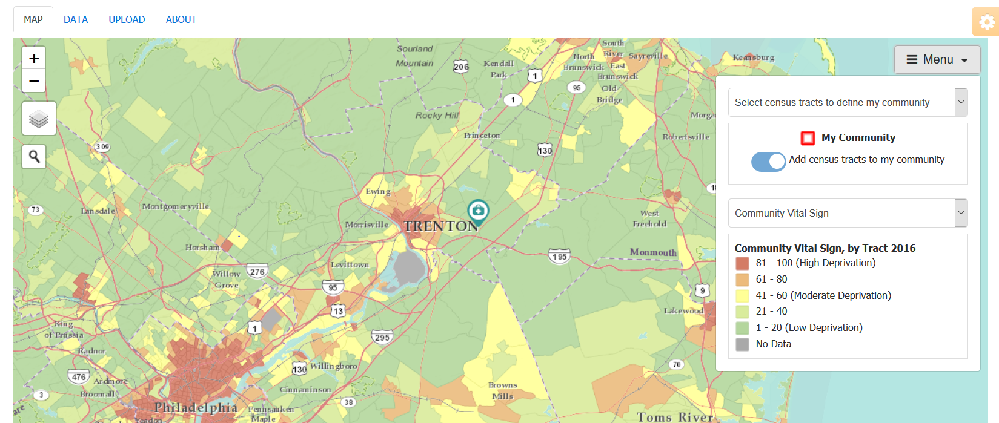 MAP DATA UPLOAD ABOUT
+
−
Menu
Select census tracts to define my community
My Community
Add census tracts to my community
Community Vital Sign
Community Vital Sign, by Tract 2016
81 - 100 (High Deprivation)
61 - 80
41 - 60 (Moderate Deprivation)
21 - 40
1 - 20 (Low Deprivation)
No Data
Sourland
Mountain
206
Kendall
Park
1
South
River
Sayreville
North
Brunswick
East
Brunswick
Old
Bridge
Keansburg
95
1
Rocky Hill
Princeton
130
Robertsville
309
Ewing
73
Lansdale
Montgomeryville
Morrisville
TRENTON
West
Freehold
Horsham
Monmouth
195
Levittown
276
Willow
Grove
95
9
13
Lakewood
1
King
of Prussia
295
Radnor
130
Willingboro
70
476
Ardmore
Broomall
3
Cinnaminson
38
Browns
Mills
Philadelphia
Pennsauken
Maple
Yeadon
Toms River